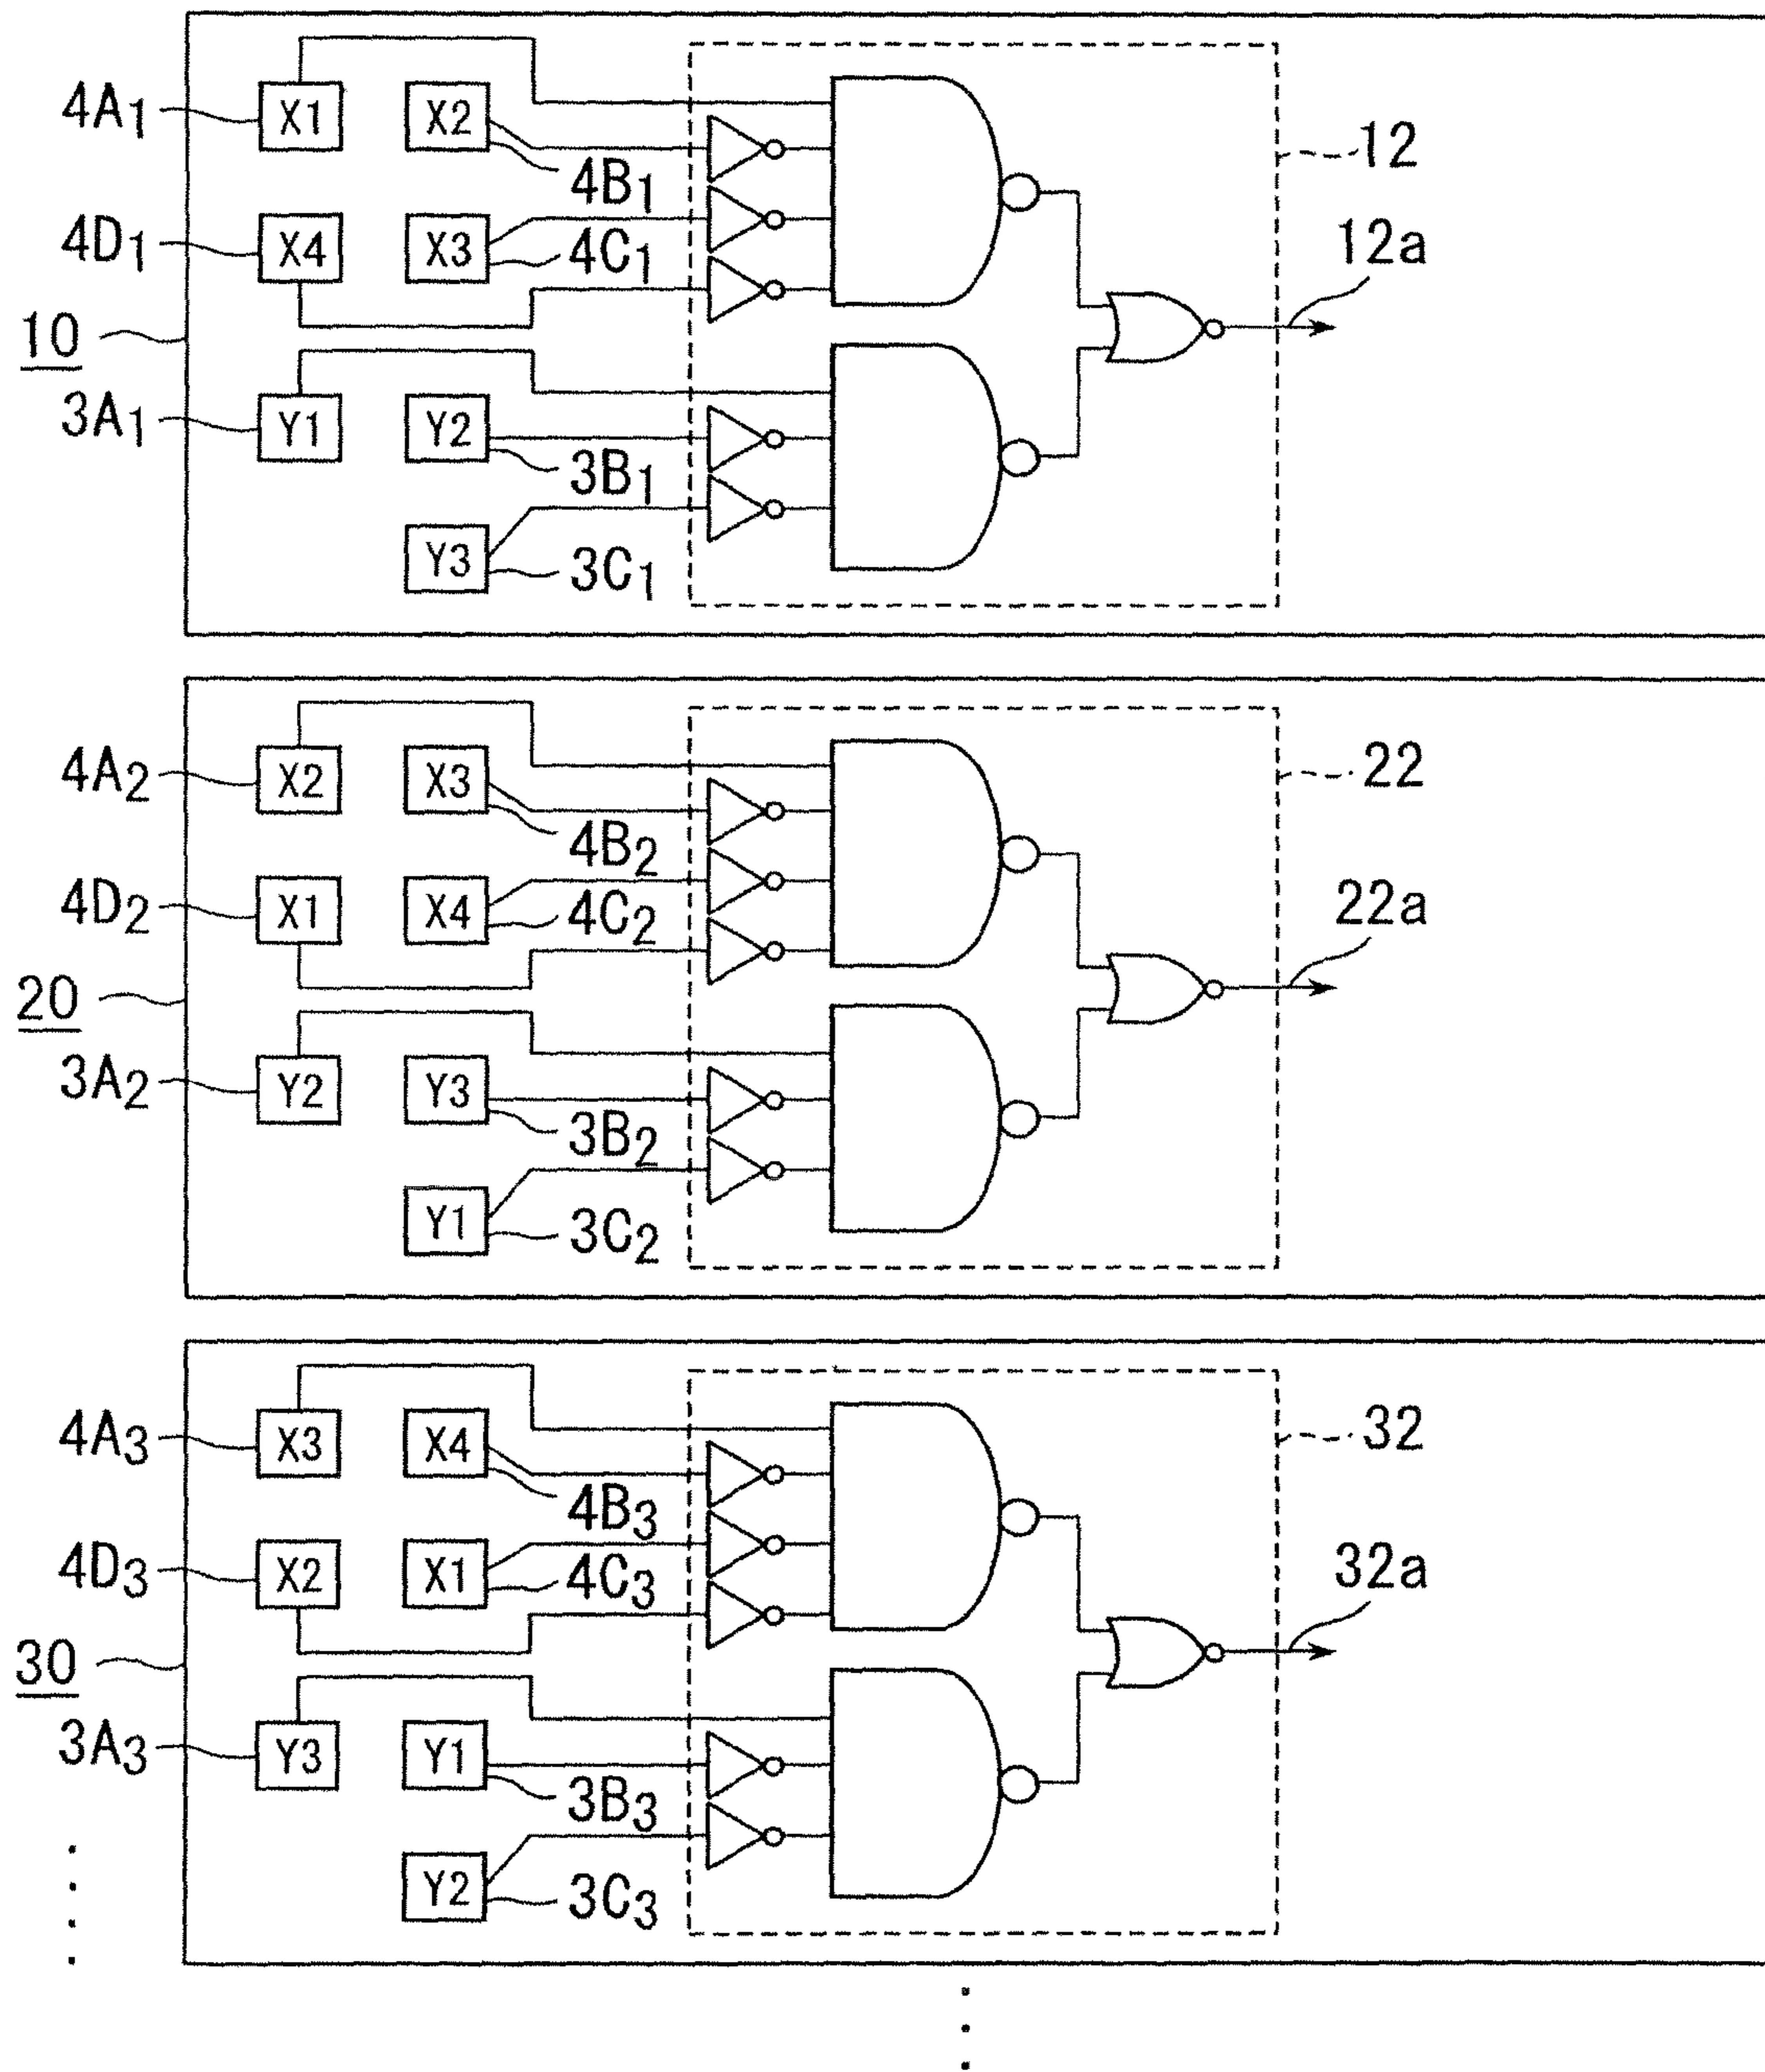 4A1 X1 X2 12
4B1
4D1 X4 X3 4C1 12a
10
3A1 Y1 Y2
3B1
Y3 3C1
4A2 X2 X3 22
4B2
4D2 X1 X4 4C2 22a
20
3A2 Y2 Y3
3B2
Y1 3C2
4A3 X3 X4 32
4B3
4D3 X2 X1 4C3 32a
30
3A3 Y3 Y1
3B3
Y2 3C3